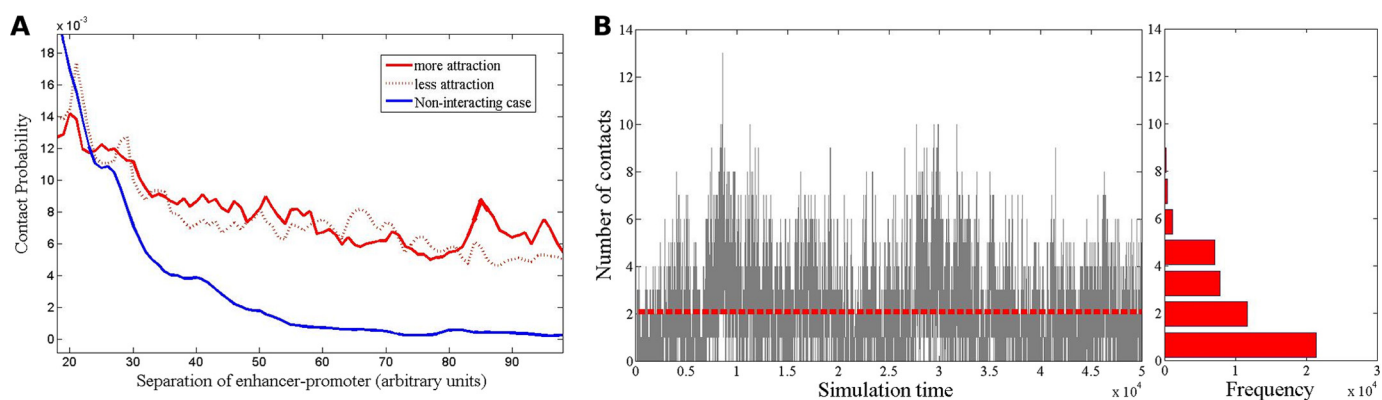 A
x 10^-3
18
16
14
12
10
8
6
4
2
0
Contact Probability
more attraction
less attraction
Non-interacting case
20 30 40 50 60 70 80 90
Separation of enhancer-promoter (arbitrary units)
B
14
12
10
8
6
4
2
0
Number of contacts
0 0.5 1 1.5 2 2.5 3 3.5 4 4.5 5
Simulation time
x 10^4
14
12
10
8
6
4
2
0
0 1 2 3
Frequency
x 10^4